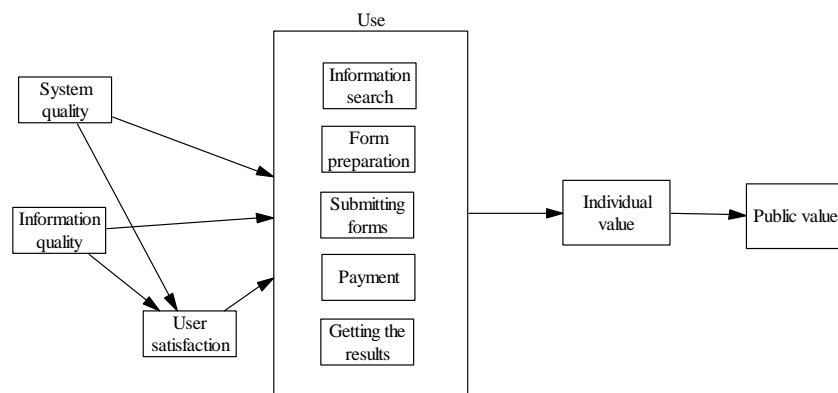 Use
System
quality
Information
search
Form
preparation
Information
quality
Submitting
forms
Individual
value
Public value
Payment
User
satisfaction
Getting the
results